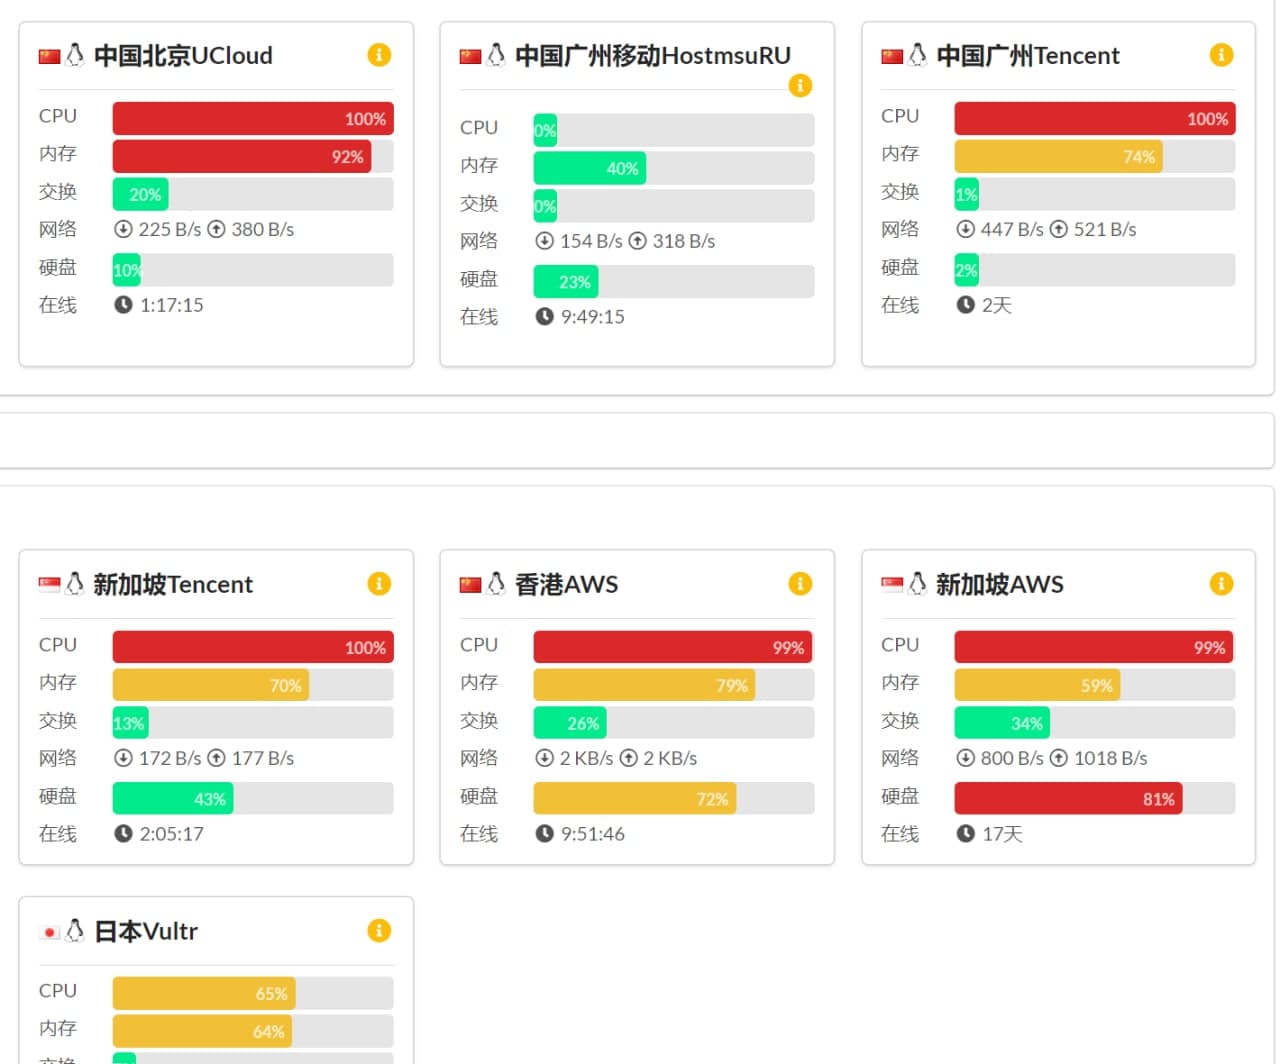 中国北京UCloud
CPU 100%
内存 92%
交换 20%
网络 225 B/s 380 B/s
硬盘 10%
在线 1:17:15
中国广州移动HostmsuRU
CPU 0%
内存 40%
交换 0%
网络 154 B/s 318 B/s
硬盘 23%
在线 9:49:15
中国广州Tencent
CPU 100%
内存 74%
交换 1%
网络 447 B/s 521 B/s
硬盘 2%
在线 2天
新加坡Tencent
CPU 100%
内存 70%
交换 13%
网络 172 B/s 177 B/s
硬盘 43%
在线 2:05:17
香港AWS
CPU 99%
内存 79%
交换 26%
网络 2 KB/s 2 KB/s
硬盘 72%
在线 9:51:46
新加坡AWS
CPU 99%
内存 59%
交换 34%
网络 800 B/s 1018 B/s
硬盘 81%
在线 17天
日本Vultr
CPU 65%
内存 64%